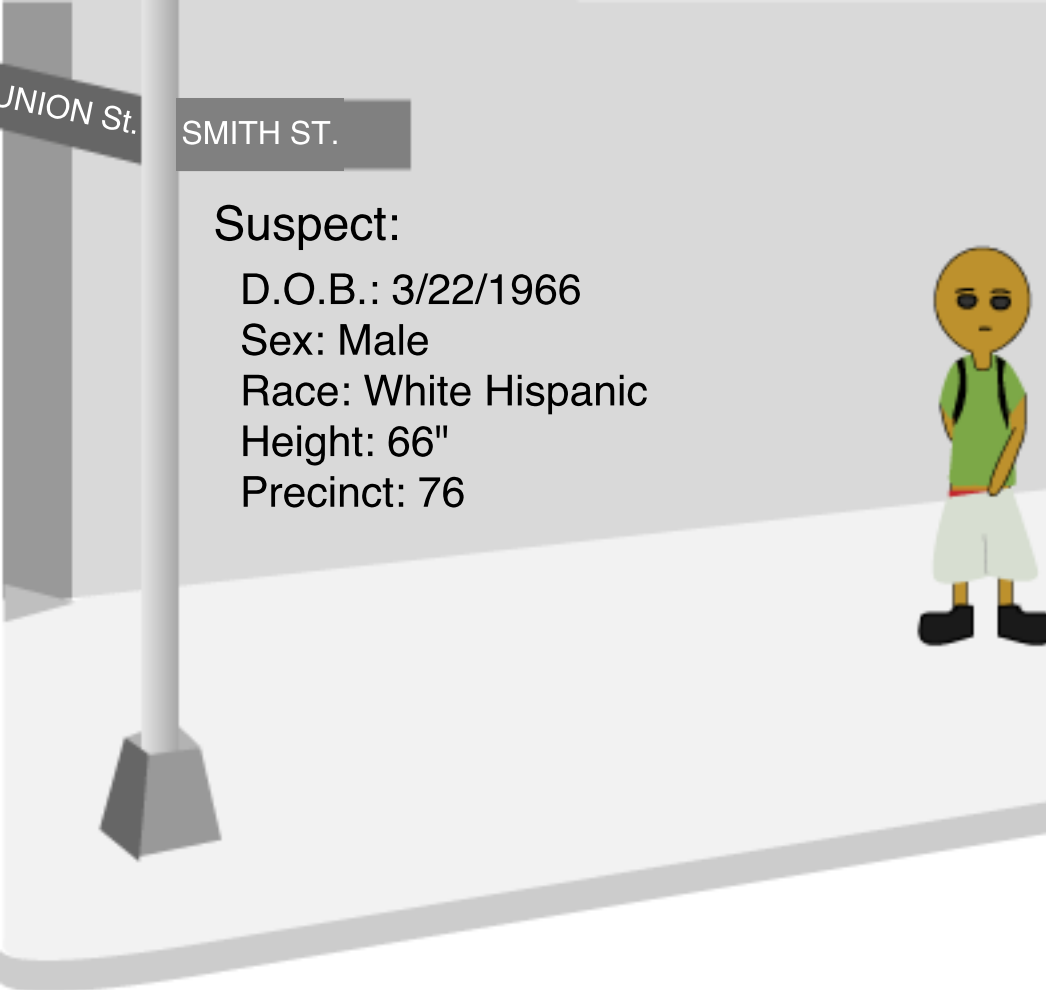 UNION St.
SMITH ST.
Suspect:
D.O.B.: 3/22/1966
Sex: Male
Race: White Hispanic
Height: 66"
Precinct: 76